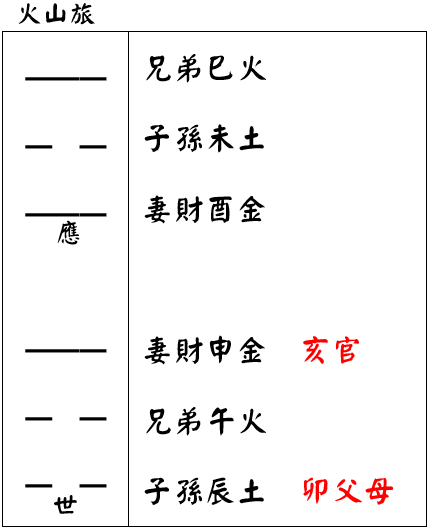 火山旅
兄弟巳火
子孫未土
妻財酉金
應
妻財申金 亥官
兄弟午火
子孫辰土 卯父母
世